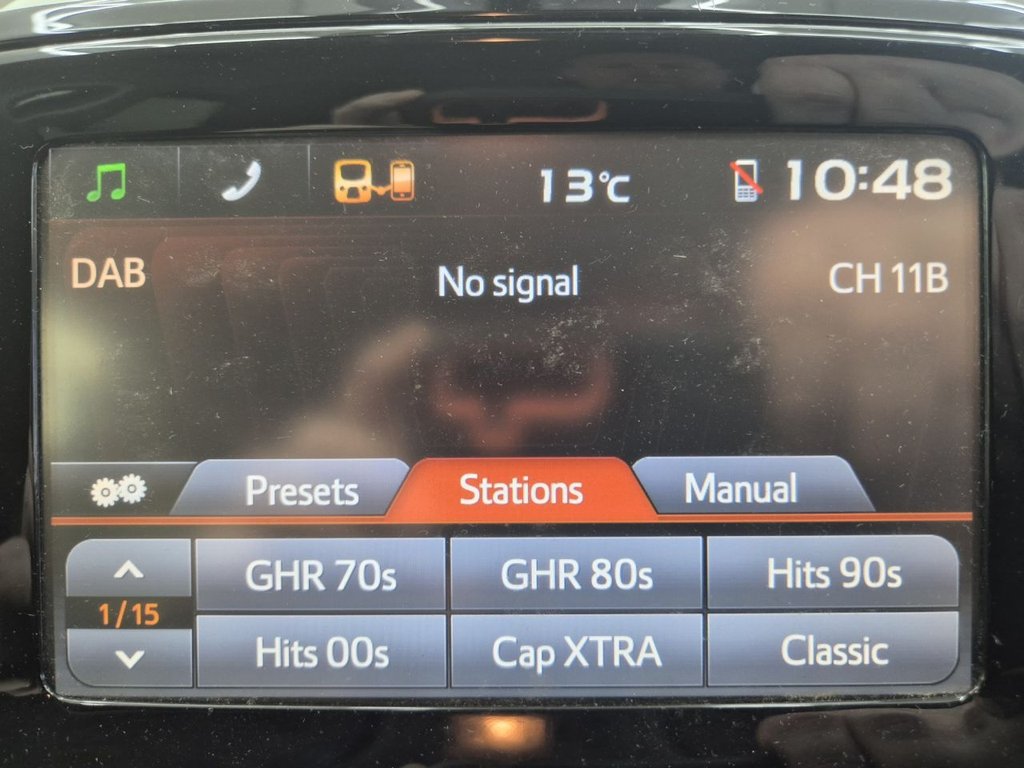 13°C 10:48
DAB No signal CH 11B
Presets Stations Manual
GHR 70s GHR 80s Hits 90s
1/15
Hits 00s Cap XTRA Classic